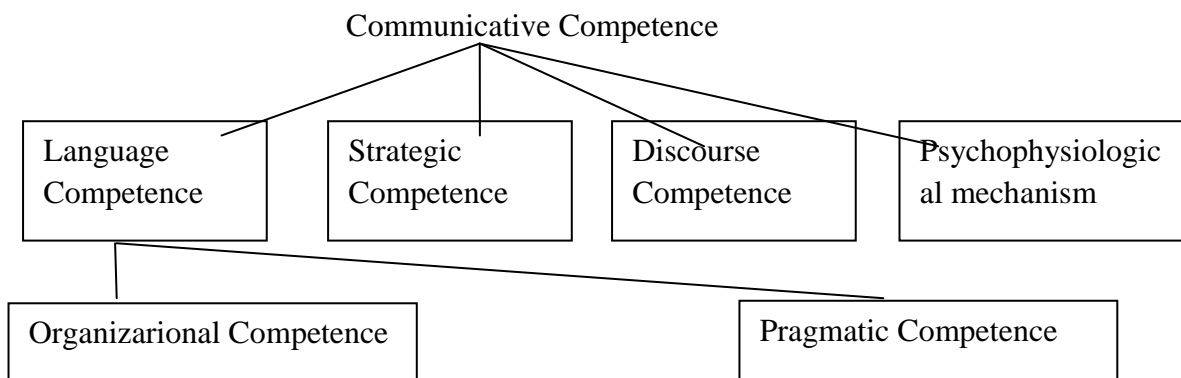 Communicative Competence
Language
Competence
Strategic
Competence
Discourse
Competence
Psychophysiologic
al mechanism
Organizarional Competence
Pragmatic Competence